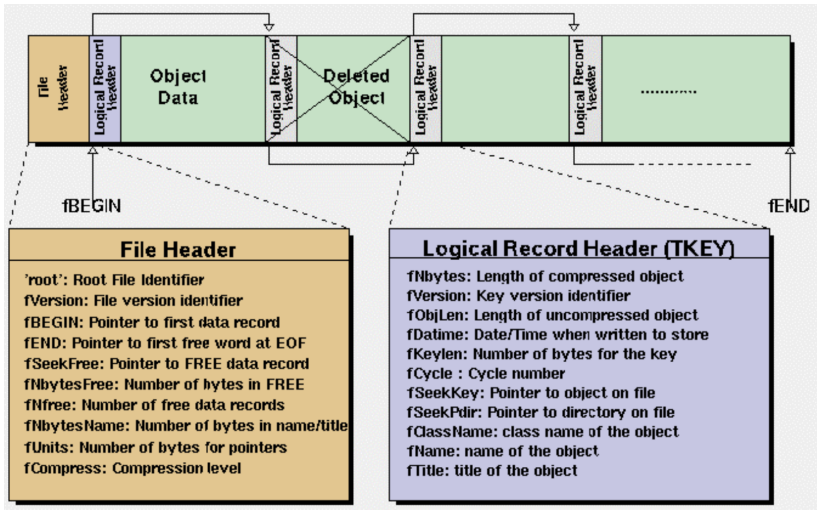 File Header
Logical Record Header
Object Data
Logical Record Header
Deleted Object
Logical Record Header
Logical Record Header
...........
fBEGIN
fEND
File Header
'root': Root File Identifier
fVersion: File version identifier
fBEGIN: Pointer to first data record
fEND: Pointer to first free word at EOF
fSeekFree: Pointer to FREE data record
fNbytesFree: Number of bytes in FREE
fNfree: Number of free data records
fNbytesName: Number of bytes in name/title
fUnits: Number of bytes for pointers
fCompress: Compression level
Logical Record Header (TKEY)
fNbytes: Length of compressed object
fVersion: Key version identifier
fObjLen: Length of uncompressed object
fDatime: Date/Time when written to store
fKeylen: Number of bytes for the key
fCycle : Cycle number
fSeekKey: Pointer to object on file
fSeekPdir: Pointer to directory on file
fClassName: class name of the object
fName: name of the object
fTitle: title of the object